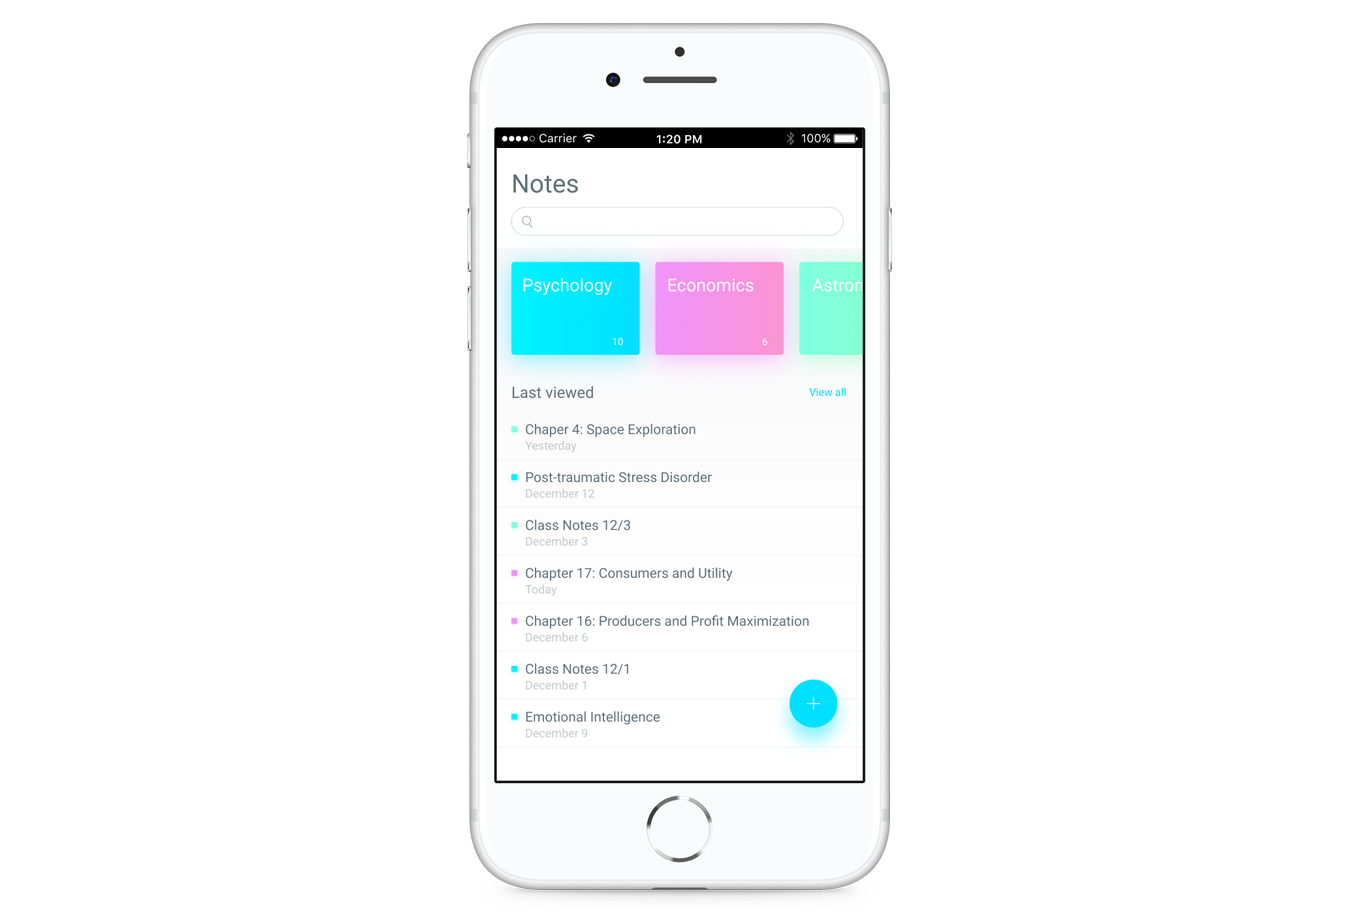 Carrier 1:20 PM 100%
Notes
Psychology Economics Astron
10 6
Last viewed View all
Chaper 4: Space Exploration
Yesterday
Post-traumatic Stress Disorder
December 12
Class Notes 12/3
December 3
Chapter 17: Consumers and Utility
Today
Chapter 16: Producers and Profit Maximization
December 6
Class Notes 12/1
December 1
Emotional Intelligence
December 9